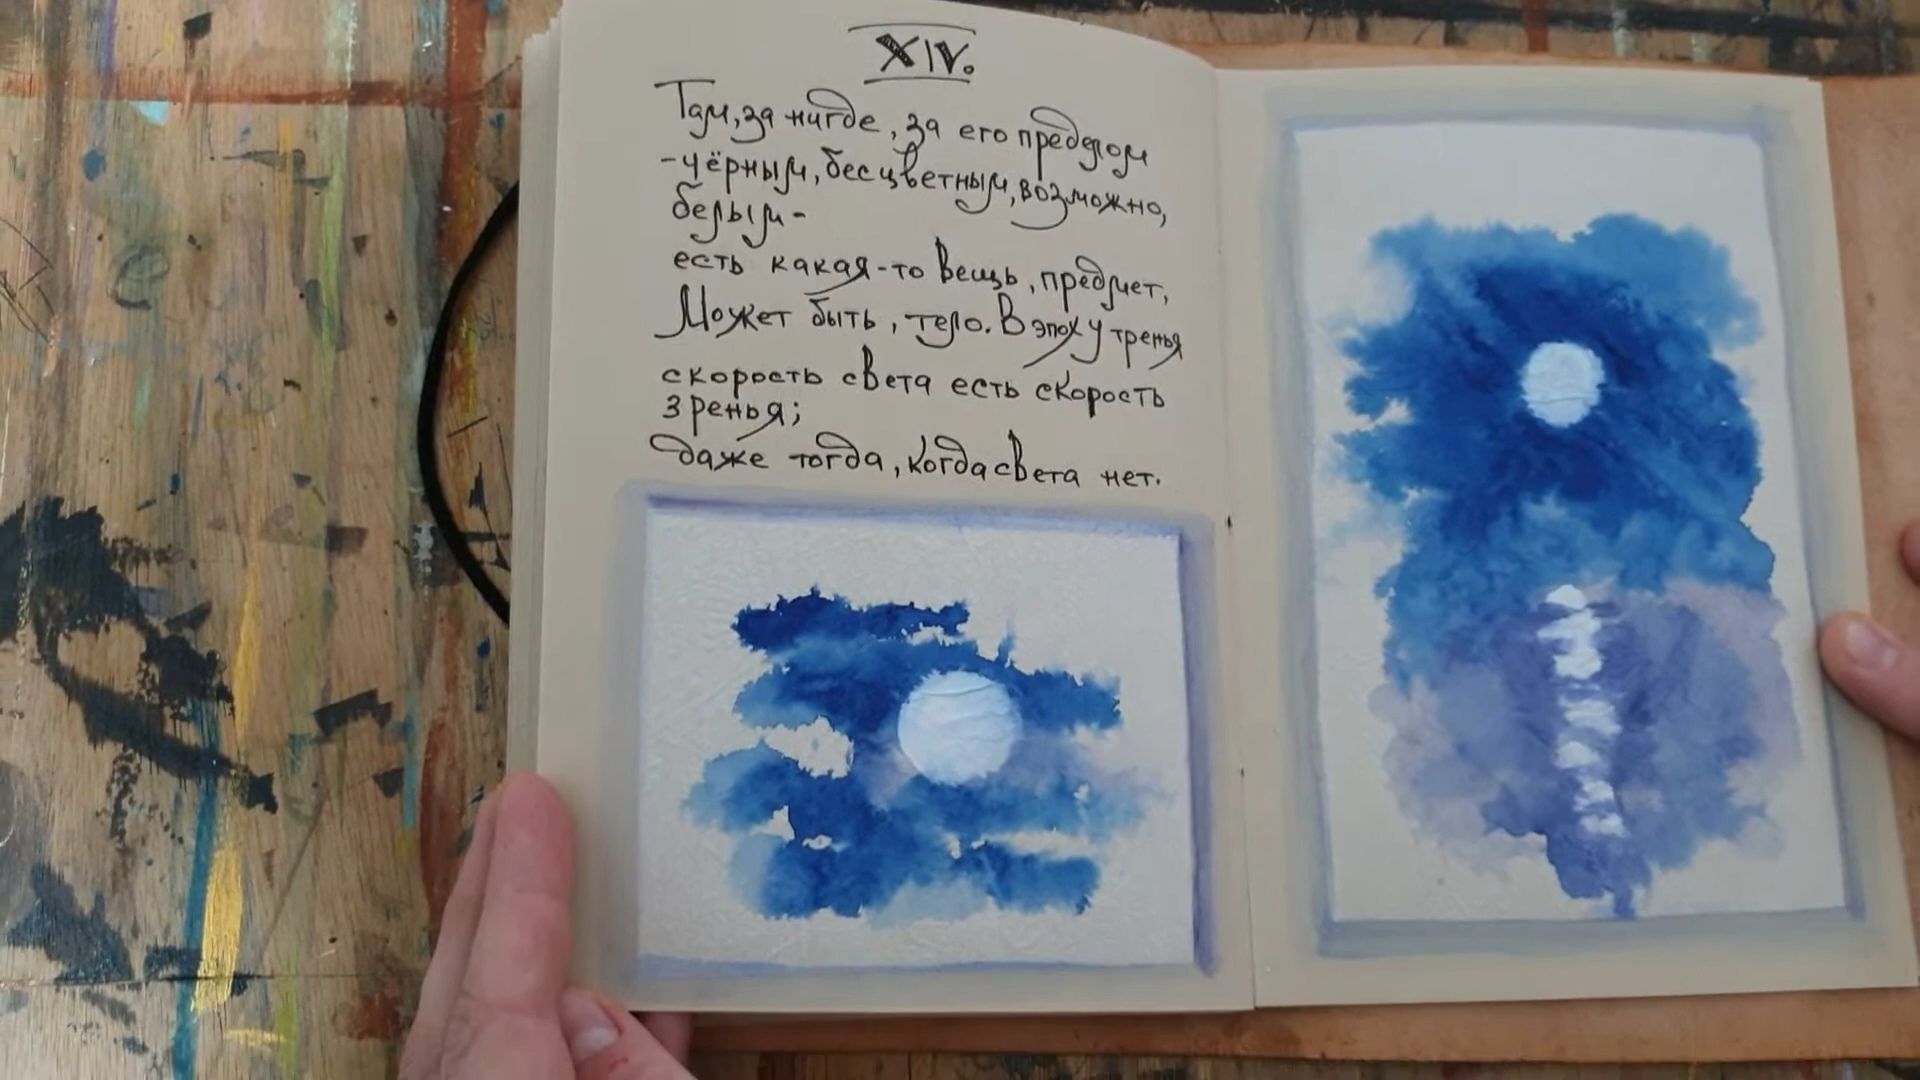 XIV.
Там, за нигде, за его пределом
-чёрным, бесцветным, возможно,
белым-
есть какая-то вещь, предмет,
Может быть, тело. В эпоху тренья
скорость света есть скорость
зренья;
даже тогда, когда света нет.